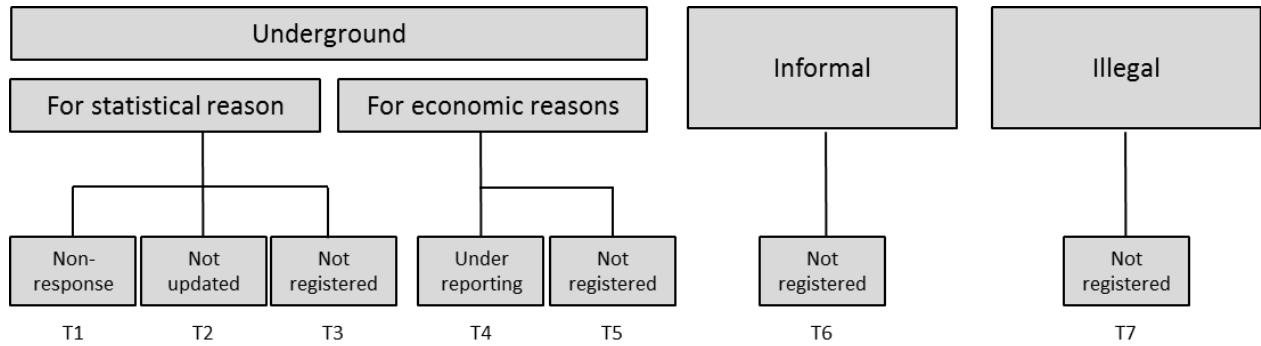 Underground
Informal
Illegal
For statistical reason
For economic reasons
Non-
response
Not
updated
Not
registered
Under
reporting
Not
registered
Not
registered
Not
registered
T1
T2
T3
T4
T5
T6
T7